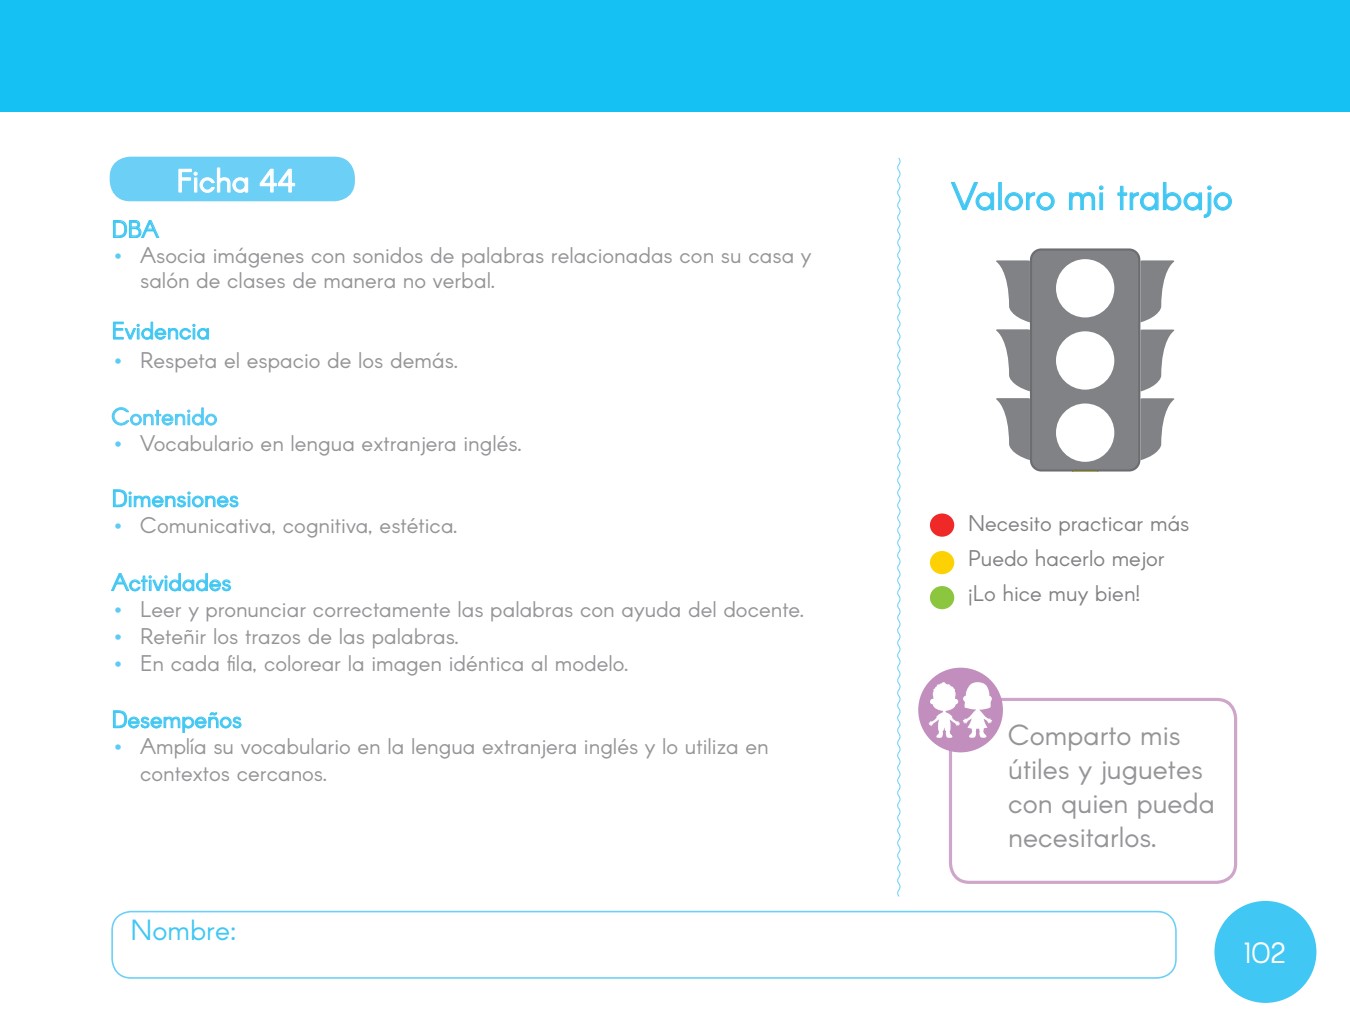 Ficha 44
DBA
• Asocia imágenes con sonidos de palabras relacionadas con su casa y
salón de clases de manera no verbal.
Evidencia
• Respeta el espacio de los demás.
Contenido
• Vocabulario en lengua extranjera inglés.
Dimensiones
• Comunicativa, cognitiva, estética.
Actividades
• Leer y pronunciar correctamente las palabras con ayuda del docente.
• Reteñir los trazos de las palabras.
• En cada fila, colorear la imagen idéntica al modelo.
Desempeños
• Amplía su vocabulario en la lengua extranjera inglés y lo utiliza en
contextos cercanos.
Valoro mi trabajo
Necesito practicar más
Puedo hacerlo mejor
¡Lo hice muy bien!
Comparto mis
útiles y juguetes
con quien pueda
necesitarlos.
Nombre:
102